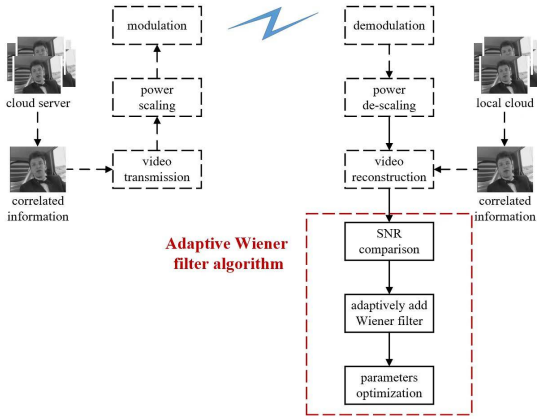 modulation
demodulation
cloud server
power
scaling
power
de-scaling
local cloud
correlated
information
video
transmission
video
reconstruction
correlated
information
Adaptive Wiener
filter algorithm
SNR
comparison
adaptively add
Wiener filter
parameters
optimization